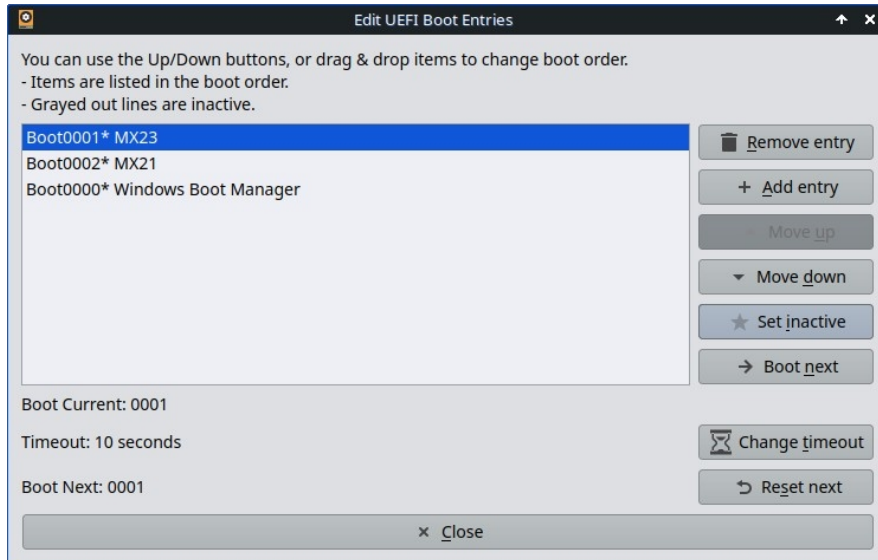 Edit UEFI Boot Entries
You can use the Up/Down buttons, or drag & drop items to change boot order.
- Items are listed in the boot order.
- Grayed out lines are inactive.
Boot0001* MX23
Boot0002* MX21
Boot0000* Windows Boot Manager
Remove entry
Add entry
Move up
Move down
Set inactive
Boot next
Boot Current: 0001
Timeout: 10 seconds
Change timeout
Boot Next: 0001
Reset next
Close